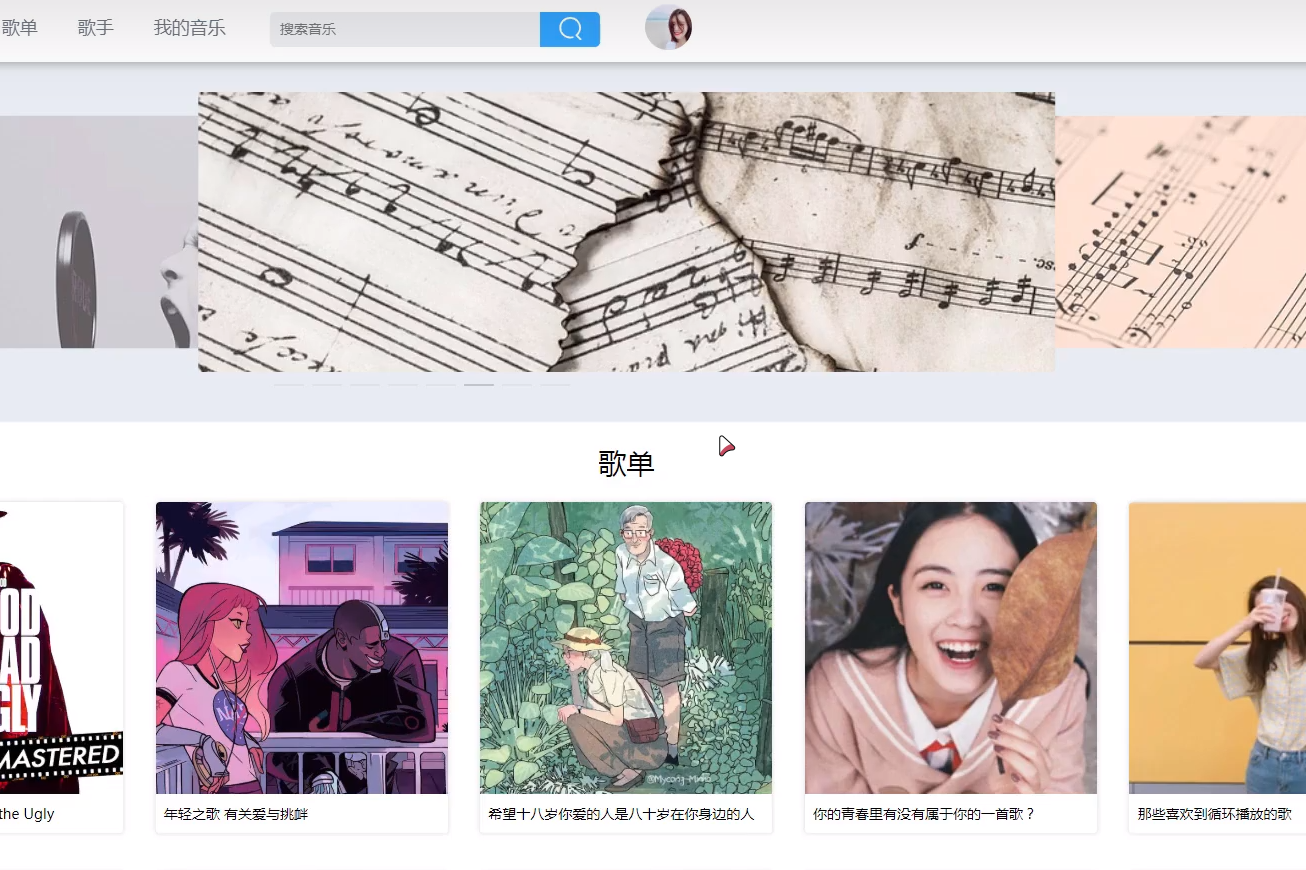 歌单
歌手
我的音乐
搜索音乐
歌单
OD
AD
GLY
MASTERED
the Ugly
年轻之歌 有关爱与挑衅
@Mycong_Minho
希望十八岁你爱的人是八十岁在你身边的人
你的青春里有没有属于你的一首歌？
那些喜欢到循环播放的歌